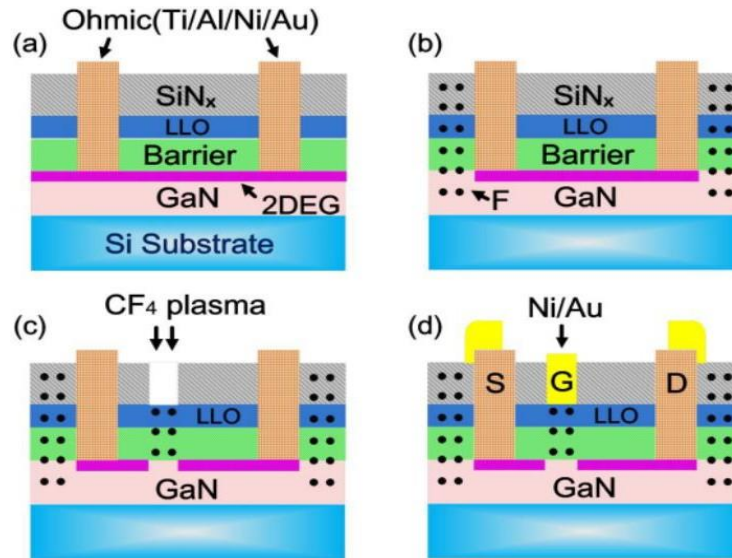 Ohmic(Ti/Al/Ni/Au)
(a)
SiNₓ
LLO
Barrier
2DEG
GaN
Si Substrate
(b)
SiNₓ
LLO
Barrier
F
GaN
CF₄ plasma
(c)
LLO
GaN
Ni/Au
(d)
S
G
D
LLO
GaN